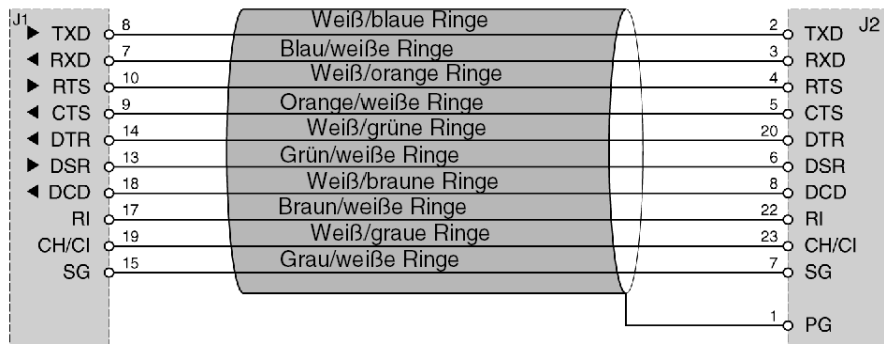 J1 J2
▶ TXD 8 Weiß/blaue Ringe 2 TXD
◀ RXD 7 Blau/weiße Ringe 3 RXD
▶ RTS 10 Weiß/orange Ringe 4 RTS
◀ CTS 9 Orange/weiße Ringe 5 CTS
◀ DTR 14 Weiß/grüne Ringe 20 DTR
▶ DSR 13 Grün/weiße Ringe 6 DSR
◀ DCD 18 Weiß/braune Ringe 8 DCD
RI 17 Braun/weiße Ringe 22 RI
CH/CI 19 Weiß/graue Ringe 23 CH/CI
SG 15 Grau/weiße Ringe 7 SG
1 PG